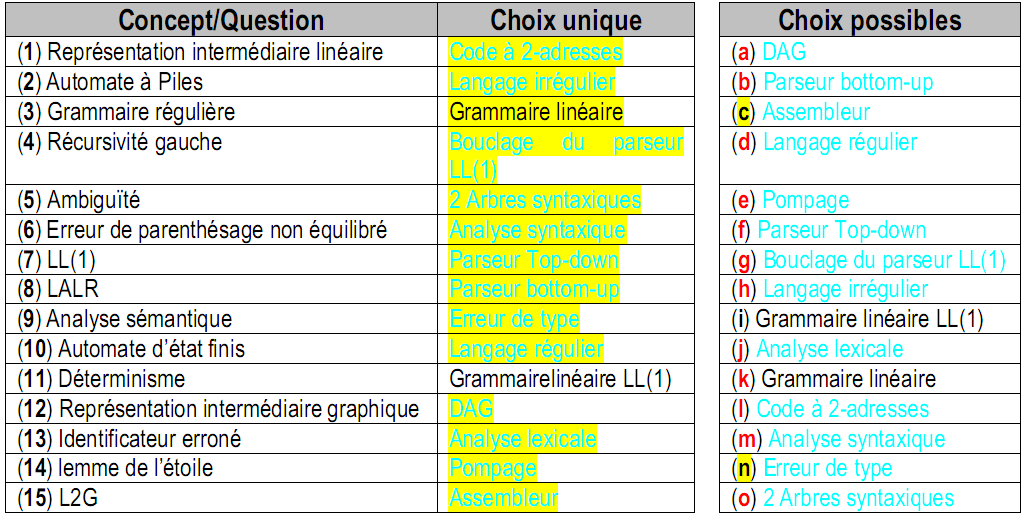 Concept/Question Choix unique Choix possibles
(1) Représentation intermédiaire linéaire Code à 2-adresses (a) DAG
(2) Automate à Piles Langage irrégulier (b) Parseur bottom-up
(3) Grammaire régulière Grammaire linéaire (c) Assembleur
(4) Récursivité gauche Bouclage du parseur (d) Langage régulier
LL(1)
(5) Ambiguïté 2 Arbres syntaxiques (e) Pompage
(6) Erreur de parenthésage non équilibré Analyse syntaxique (f) Parseur Top-down
(7) LL(1) Parseur Top-down (g) Bouclage du parseur LL(1)
(8) LALR Parseur bottom-up (h) Langage irrégulier
(9) Analyse sémantique Erreur de type (i) Grammaire linéaire LL(1)
(10) Automate d'état finis Langage régulier (j) Analyse lexicale
(11) Déterminisme Grammairelinéaire LL(1) (k) Grammaire linéaire
(12) Représentation intermédiaire graphique DAG (l) Code à 2-adresses
(13) Identificateur erroné Analyse lexicale (m) Analyse syntaxique
(14) lemme de l'étoile Pompage (n) Erreur de type
(15) L2G Assembleur (o) 2 Arbres syntaxiques